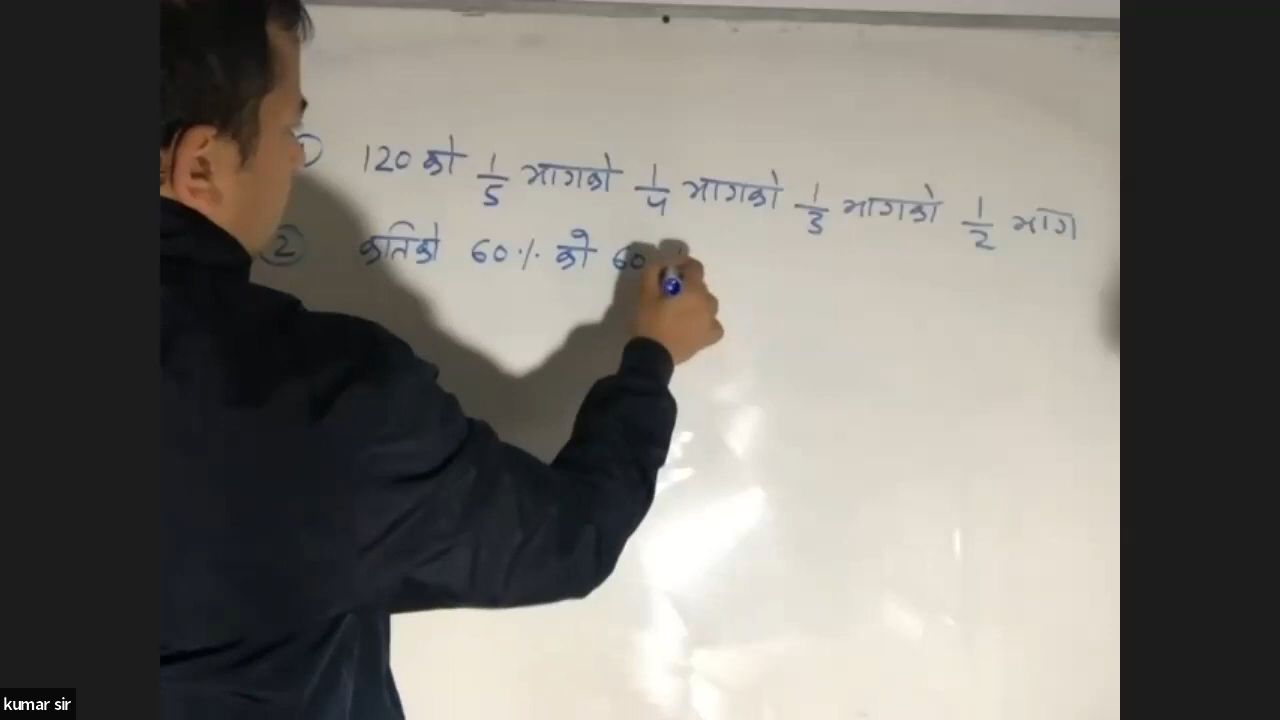 ① 120 को 1/5 भागको 1/4 भागको 1/3 भागको 1/2 भाग
② कतिको 60% को 60
kumar sir